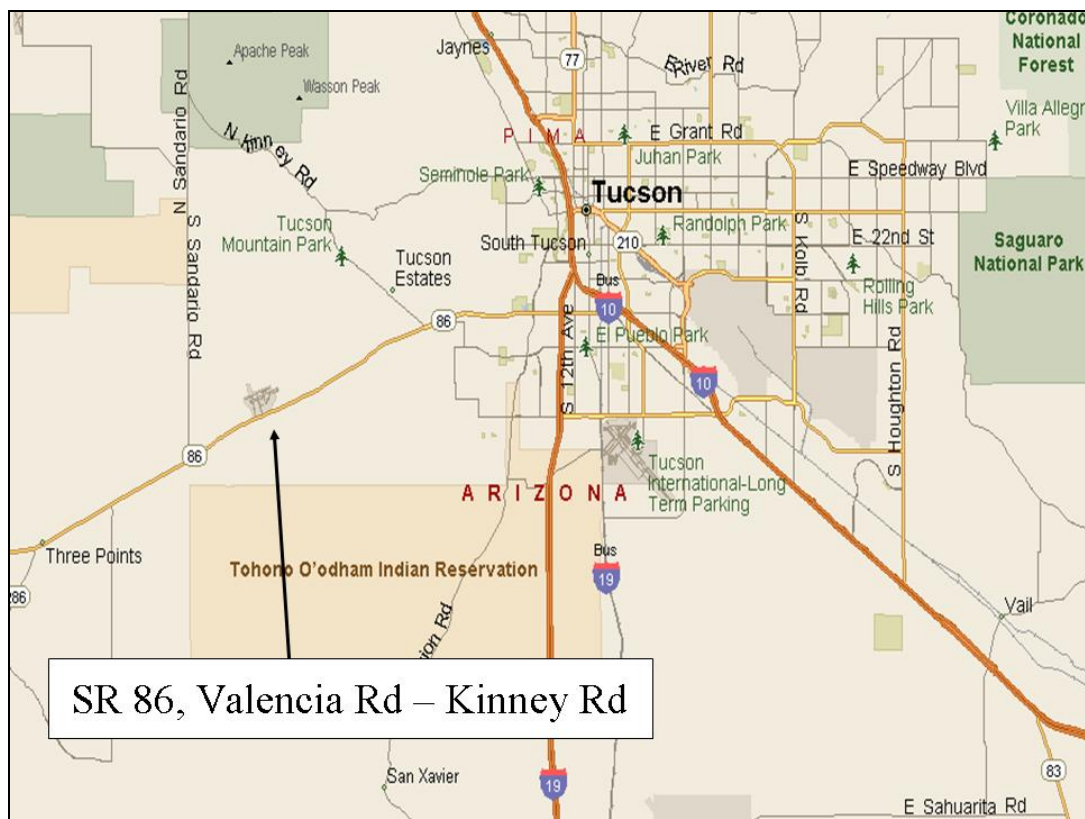 Coronado
National
Forest
Jaynes
77
E River Rd
Apache Peak
Wasson Peak
N Sandario Rd
N Kinney Rd
Villa Allegr
Park
PIMA
E Grant Rd
Juhan Park
E Speedway Blvd
Seminole Park
Tucson
S Sandario Rd
Tucson
Mountain Park
Randolph Park
S Kolb Rd
E 22nd St
South Tucson
210
Saguaro
National Park
Tucson
Estates
Bus
10
Rolling
Hills Park
86
S 12th Ave
El Pueblo Park
S Houghton Rd
10
86
Tucson
International-Long
Term Parking
ARIZONA
Three Points
Bus
19
Tohono O'odham Indian Reservation
286
Vail
ion Rd
SR 86, Valencia Rd – Kinney Rd
San Xavier
19
83
E Sahuarita Rd